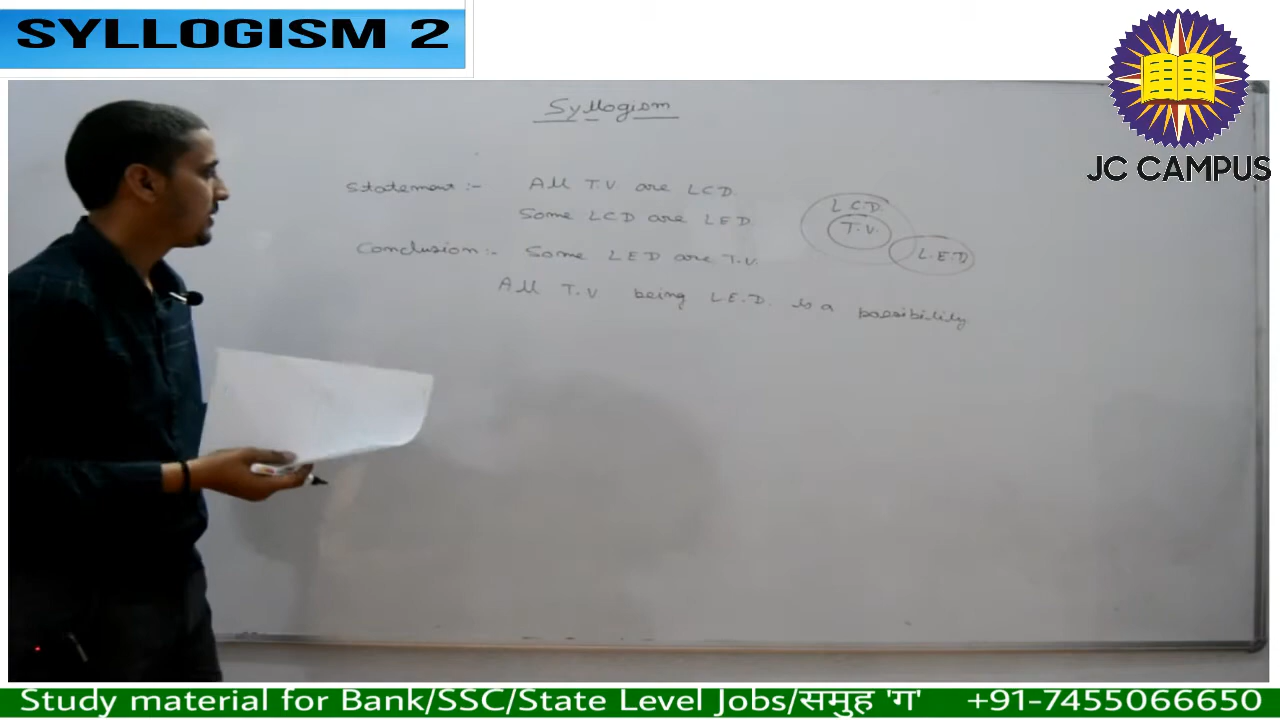 SYLLOGISM 2
JC CAMPUS
Syllogism
Statement :- All T.V. are LCD.
Some LCD are LED.
Conclusion :- Some LED are T.V.
All T.V being L.E.D. is a possibility
L.C.D.
T.V.
L.E.D
Study material for Bank/SSC/State Level Jobs/समुह 'ग' +91-7455066650